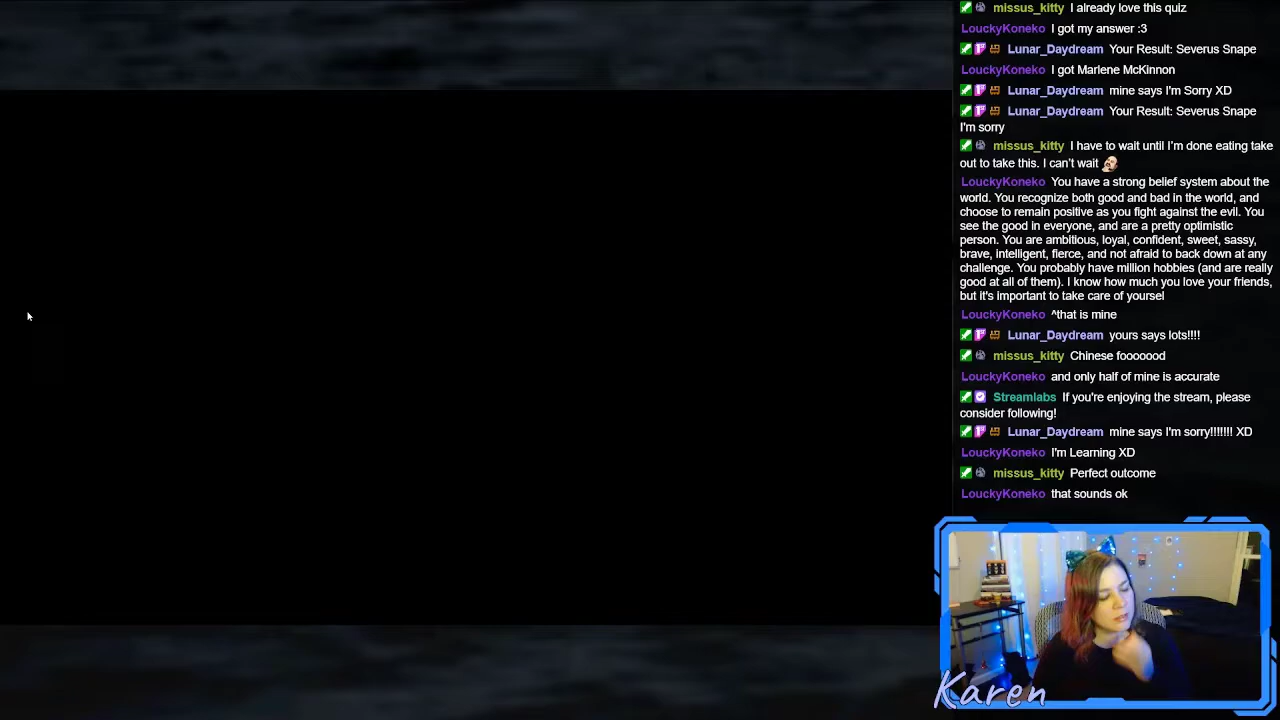 missus_kitty I already love this quiz
LouckyKoneko I got my answer :3
Lunar_Daydream Your Result: Severus Snape
LouckyKoneko I got Marlene McKinnon
Lunar_Daydream mine says I'm Sorry XD
Lunar_Daydream Your Result: Severus Snape
I'm sorry
missus_kitty I have to wait until I'm done eating take
out to take this. I can't wait
LouckyKoneko You have a strong belief system about the
world. You recognize both good and bad in the world, and
choose to remain positive as you fight against the evil. You
see the good in everyone, and are a pretty optimistic
person. You are ambitious, loyal, confident, sweet, sassy,
brave, intelligent, fierce, and not afraid to back down at any
challenge. You probably have million hobbies (and are really
good at all of them). I know how much you love your friends,
but it's important to take care of yoursel
LouckyKoneko ^that is mine
Lunar_Daydream yours says lots!!!!
missus_kitty Chinese fooooood
LouckyKoneko and only half of mine is accurate
Streamlabs If you're enjoying the stream, please
consider following!
Lunar_Daydream mine says I'm sorry!!!!!!! XD
LouckyKoneko I'm Learning XD
missus_kitty Perfect outcome
LouckyKoneko that sounds ok
Karen